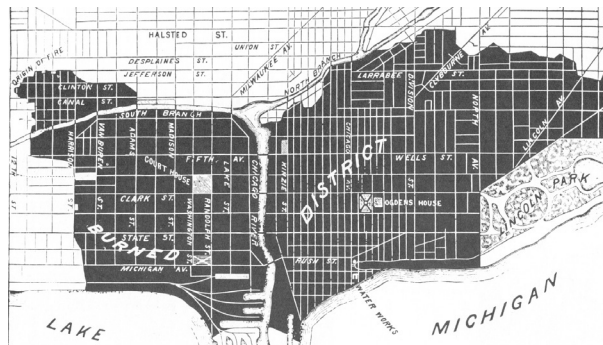 HALSTED ST.
UNION ST.
DESPLAINES ST.
JEFFERSON ST.
MILWAUKEE AV.
NORTH BRANCH
LARRABEE ST.
CLYBOURNE AV.
DIVISION
ORIGIN OF FIRE
CLINTON ST.
CANAL ST.
SOUTH BRANCH
HARRISON
VAN BUREN
ADAMS
MADISON
FIFTH AV.
COURT HOUSE
LAKE ST.
CHICAGO RIVER
KINZIE ST.
CHICAGO
WELLS ST.
NORTH AV.
LINCOLN AV.
LINCOLN PARK
12TH ST.
CLARK ST.
STATE ST.
WASHINGTON ST.
RANDOLPH ST.
MICHIGAN AV.
RUSH ST.
OGDENS HOUSE
BURNED DISTRICT
WATER WORKS
LAKE MICHIGAN